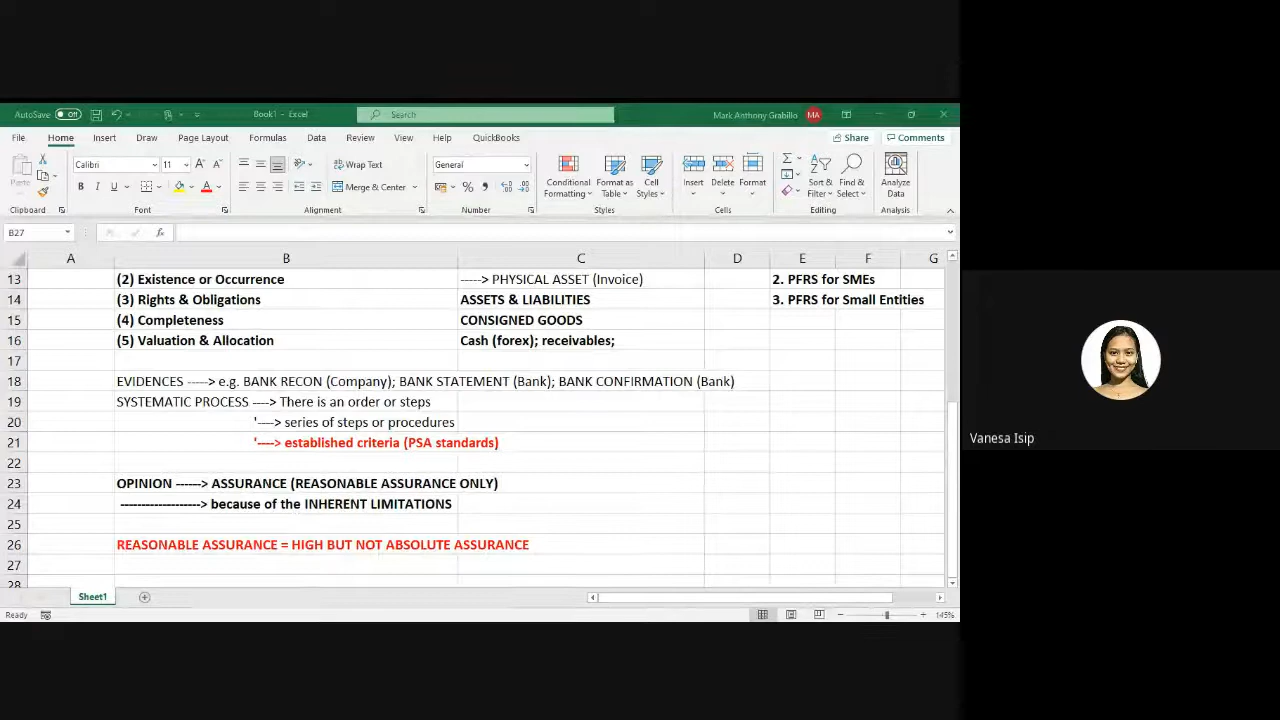 AutoSave Off Book1 - Excel Search Mark Anthony Grabillo MA
File Home Insert Draw Page Layout Formulas Data Review View Help QuickBooks Share Comments
Paste Calibri 11 A A Wrap Text General Conditional Formatting Format as Table Cell Styles Insert Delete Format Sort & Filter Find & Select Analyze Data
B I U A Merge & Center % ,
Clipboard Font Alignment Number Styles Cells Editing Analysis
B27 fx
A B C D E F G
13 (2) Existence or Occurrence -----> PHYSICAL ASSET (Invoice) 2. PFRS for SMEs
14 (3) Rights & Obligations ASSETS & LIABILITIES 3. PFRS for Small Entities
15 (4) Completeness CONSIGNED GOODS
16 (5) Valuation & Allocation Cash (forex); receivables;
17
18 EVIDENCES -----> e.g. BANK RECON (Company); BANK STATEMENT (Bank); BANK CONFIRMATION (Bank)
19 SYSTEMATIC PROCESS ----> There is an order or steps
20 '----> series of steps or procedures
21 '----> established criteria (PSA standards)
22
23 OPINION ------> ASSURANCE (REASONABLE ASSURANCE ONLY)
24 -------------------> because of the INHERENT LIMITATIONS
25
26 REASONABLE ASSURANCE = HIGH BUT NOT ABSOLUTE ASSURANCE
27
28
Sheet1
Ready 145%
Vanesa Isip